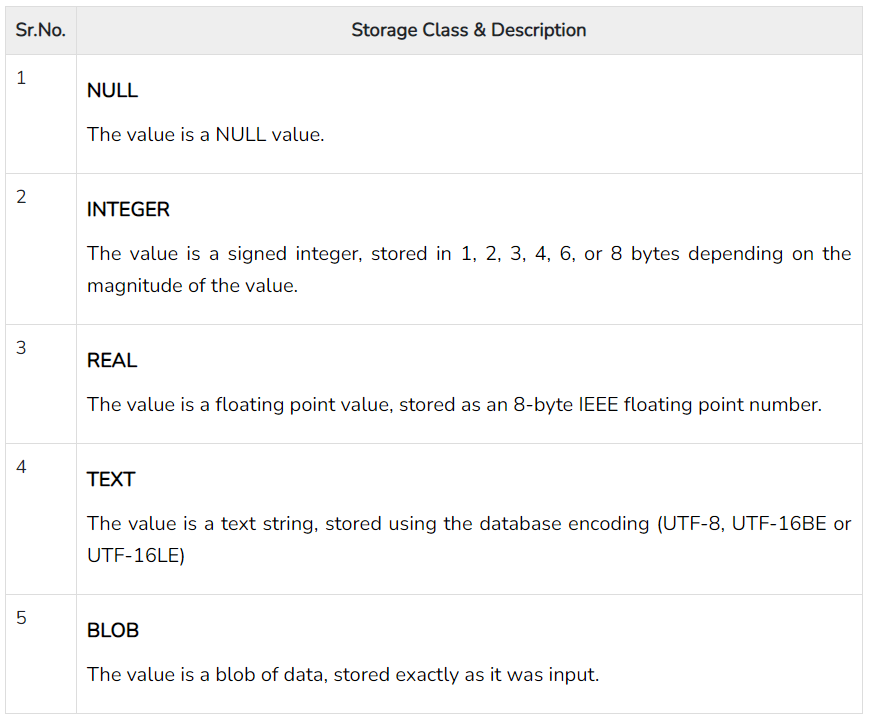 Sr.No. Storage Class & Description
1
NULL
The value is a NULL value.
2
INTEGER
The value is a signed integer, stored in 1, 2, 3, 4, 6, or 8 bytes depending on the
magnitude of the value.
3
REAL
The value is a floating point value, stored as an 8-byte IEEE floating point number.
4
TEXT
The value is a text string, stored using the database encoding (UTF-8, UTF-16BE or
UTF-16LE)
5
BLOB
The value is a blob of data, stored exactly as it was input.